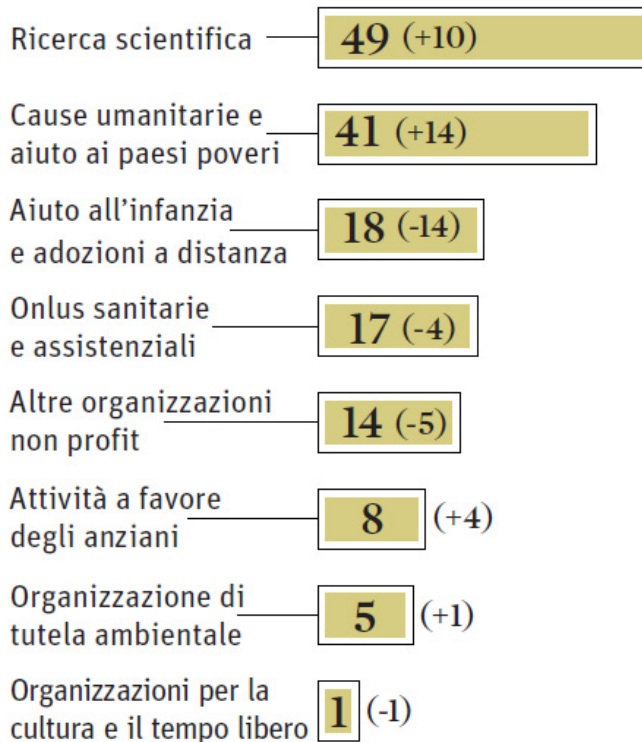 Ricerca scientifica 49 (+10)
Cause umanitarie e
aiuto ai paesi poveri 41 (+14)
Aiuto all'infanzia
e adozioni a distanza 18 (-14)
Onlus sanitarie
e assistenziali 17 (-4)
Altre organizzazioni
non profit 14 (-5)
Attività a favore
degli anziani 8 (+4)
Organizzazione di
tutela ambientale 5 (+1)
Organizzazioni per la
cultura e il tempo libero 1 (-1)